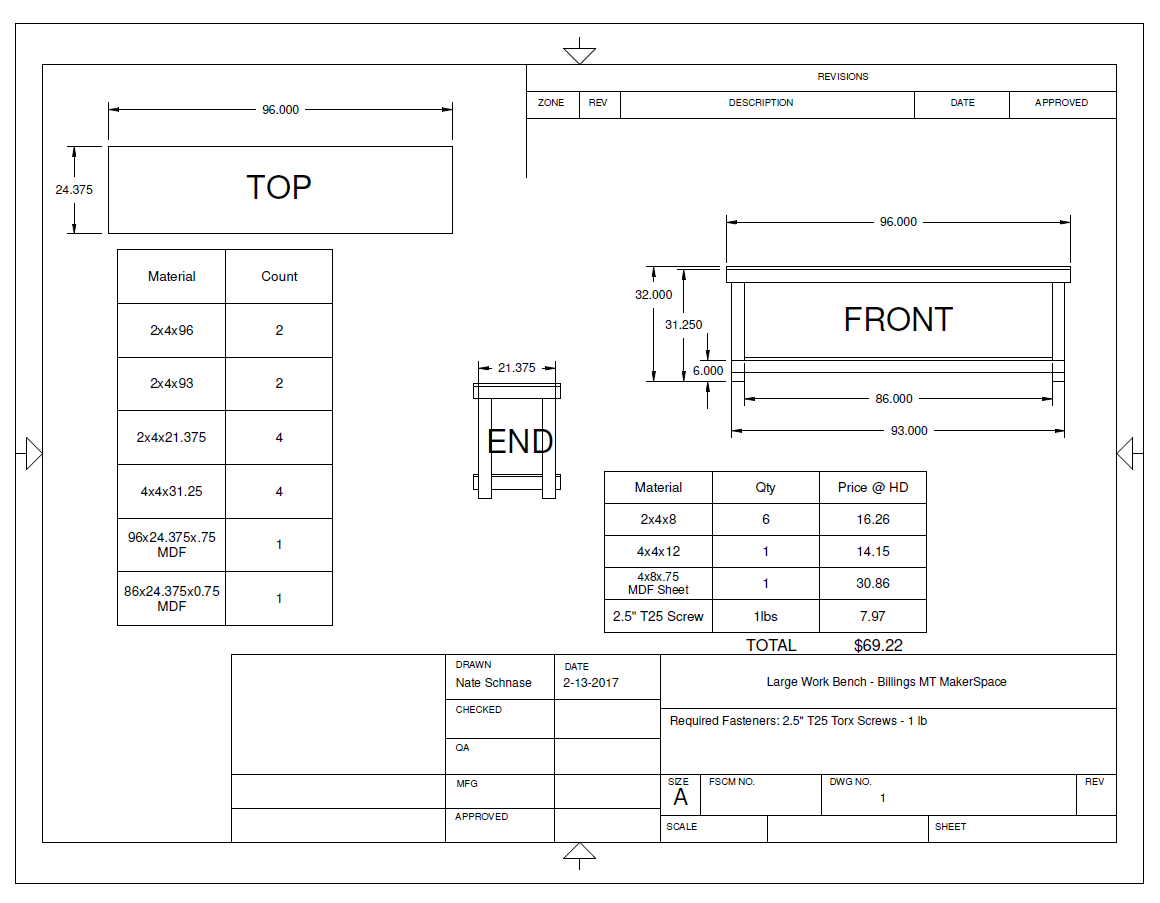 REVISIONS
ZONE REV DESCRIPTION DATE APPROVED
96.000
24.375
TOP
Material Count
2x4x96 2
2x4x93 2
2x4x21.375 4
4x4x31.25 4
96x24.375x.75
MDF 1
86x24.375x0.75
MDF 1
21.375
END
96.000
32.000
31.250
6.000
FRONT
86.000
93.000
Material Qty Price @ HD
2x4x8 6 16.26
4x4x12 1 14.15
4x8x.75
MDF Sheet 1 30.86
2.5" T25 Screw 1lbs 7.97
TOTAL $69.22
DRAWN DATE
Nate Schnase 2-13-2017
CHECKED
QA
MFG
APPROVED
Large Work Bench - Billings MT MakerSpace
Required Fasteners: 2.5" T25 Torx Screws - 1 lb
SIZE FSCM NO. DWG NO. REV
A 1
SCALE SHEET